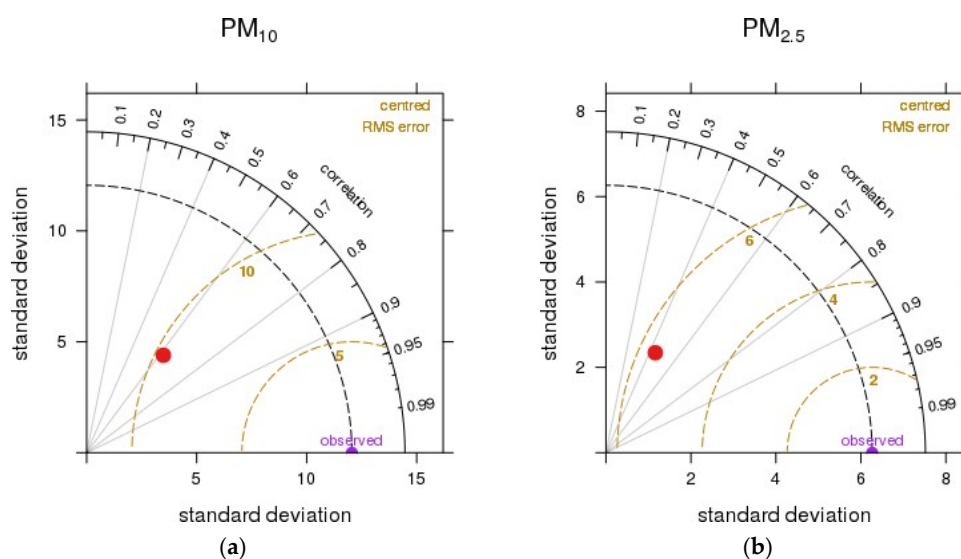 PM10
centred
RMS error
0.1
0.2
0.3
0.4
0.5
0.6
0.7
0.8
0.9
0.95
0.99
correlation
15
10
5
standard deviation
10
5
observed
5
10
15
standard deviation
(a)
PM2.5
centred
RMS error
0.1
0.2
0.3
0.4
0.5
0.6
0.7
0.8
0.9
0.95
0.99
correlation
8
6
4
2
standard deviation
6
4
2
observed
2
4
6
8
standard deviation
(b)